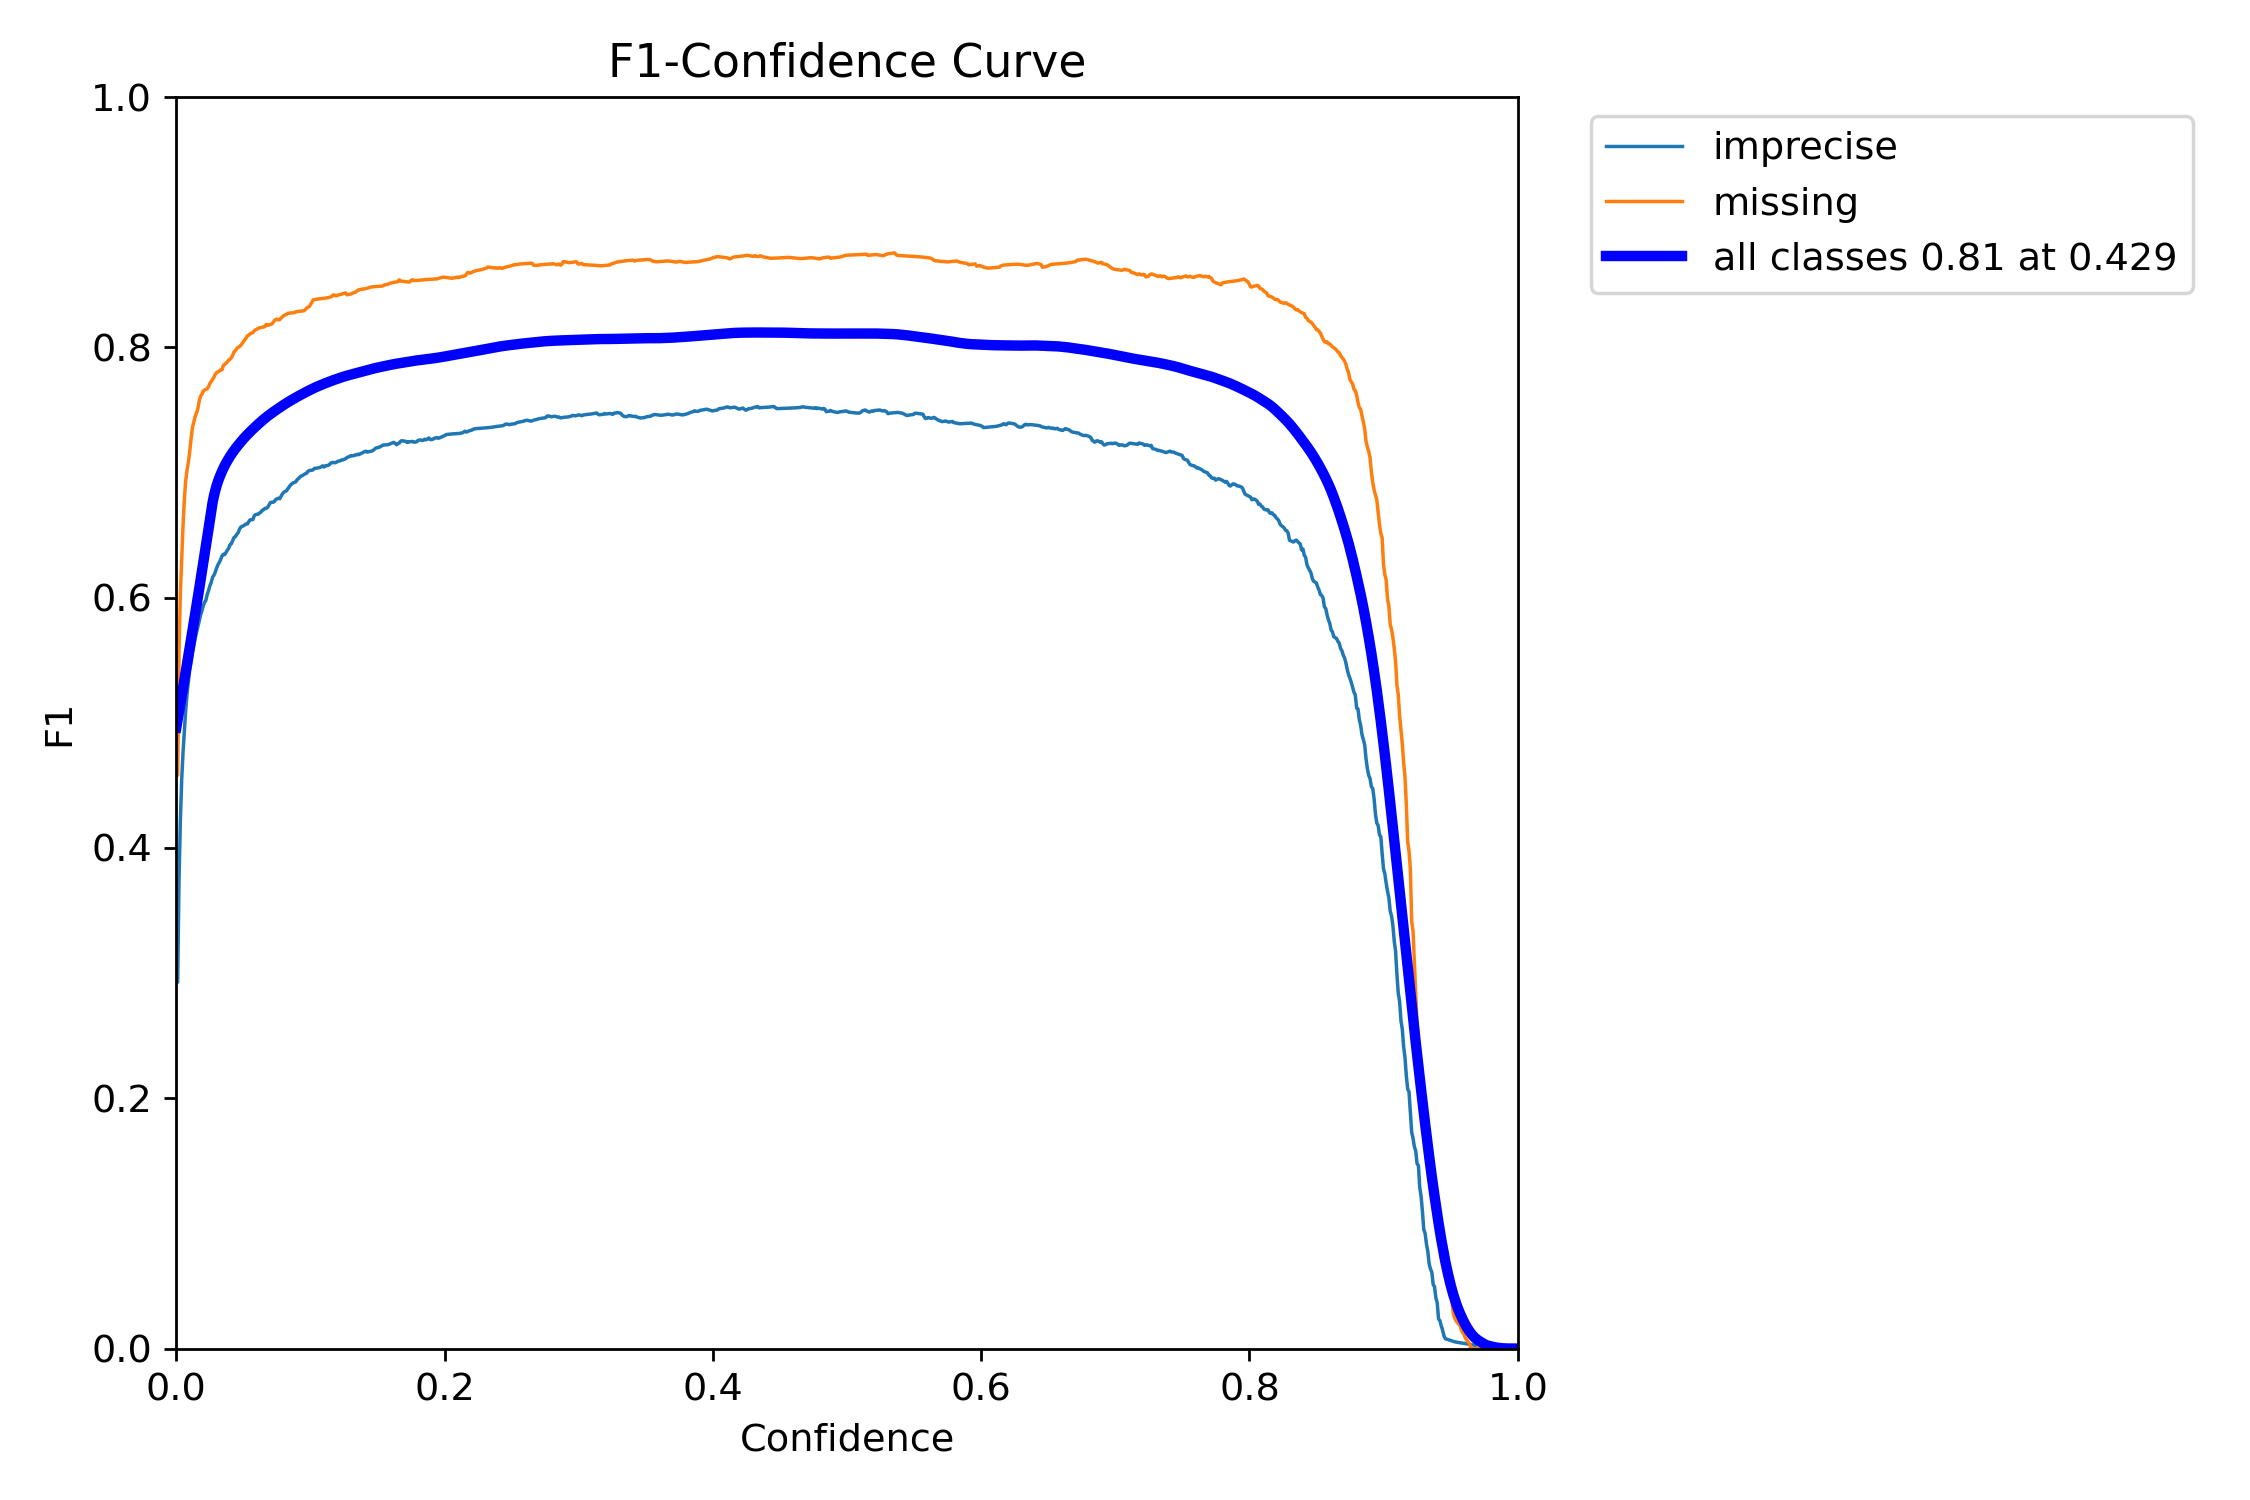 F1-Confidence Curve
1.0
0.8
0.6
0.4
0.2
0.0
F1
0.0 0.2 0.4 0.6 0.8 1.0
Confidence
imprecise
missing
all classes 0.81 at 0.429